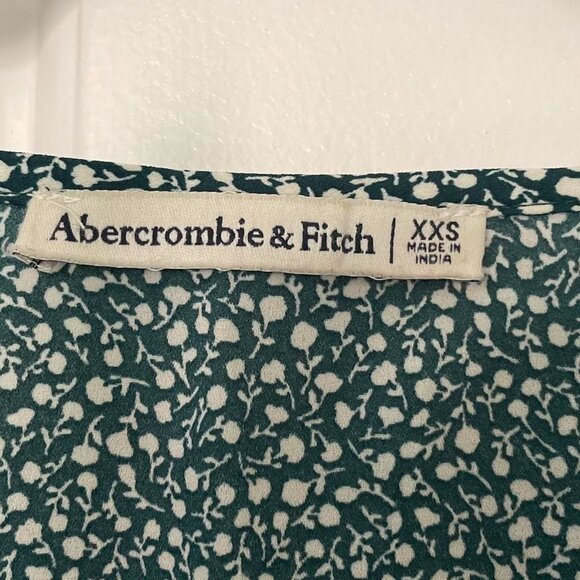 Abercrombie & Fitch | XXS
MADE IN
INDIA